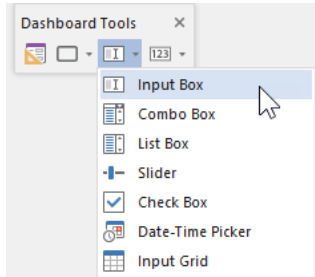 Dashboard Tools
123
Input Box
Combo Box
List Box
Slider
Check Box
Date-Time Picker
Input Grid